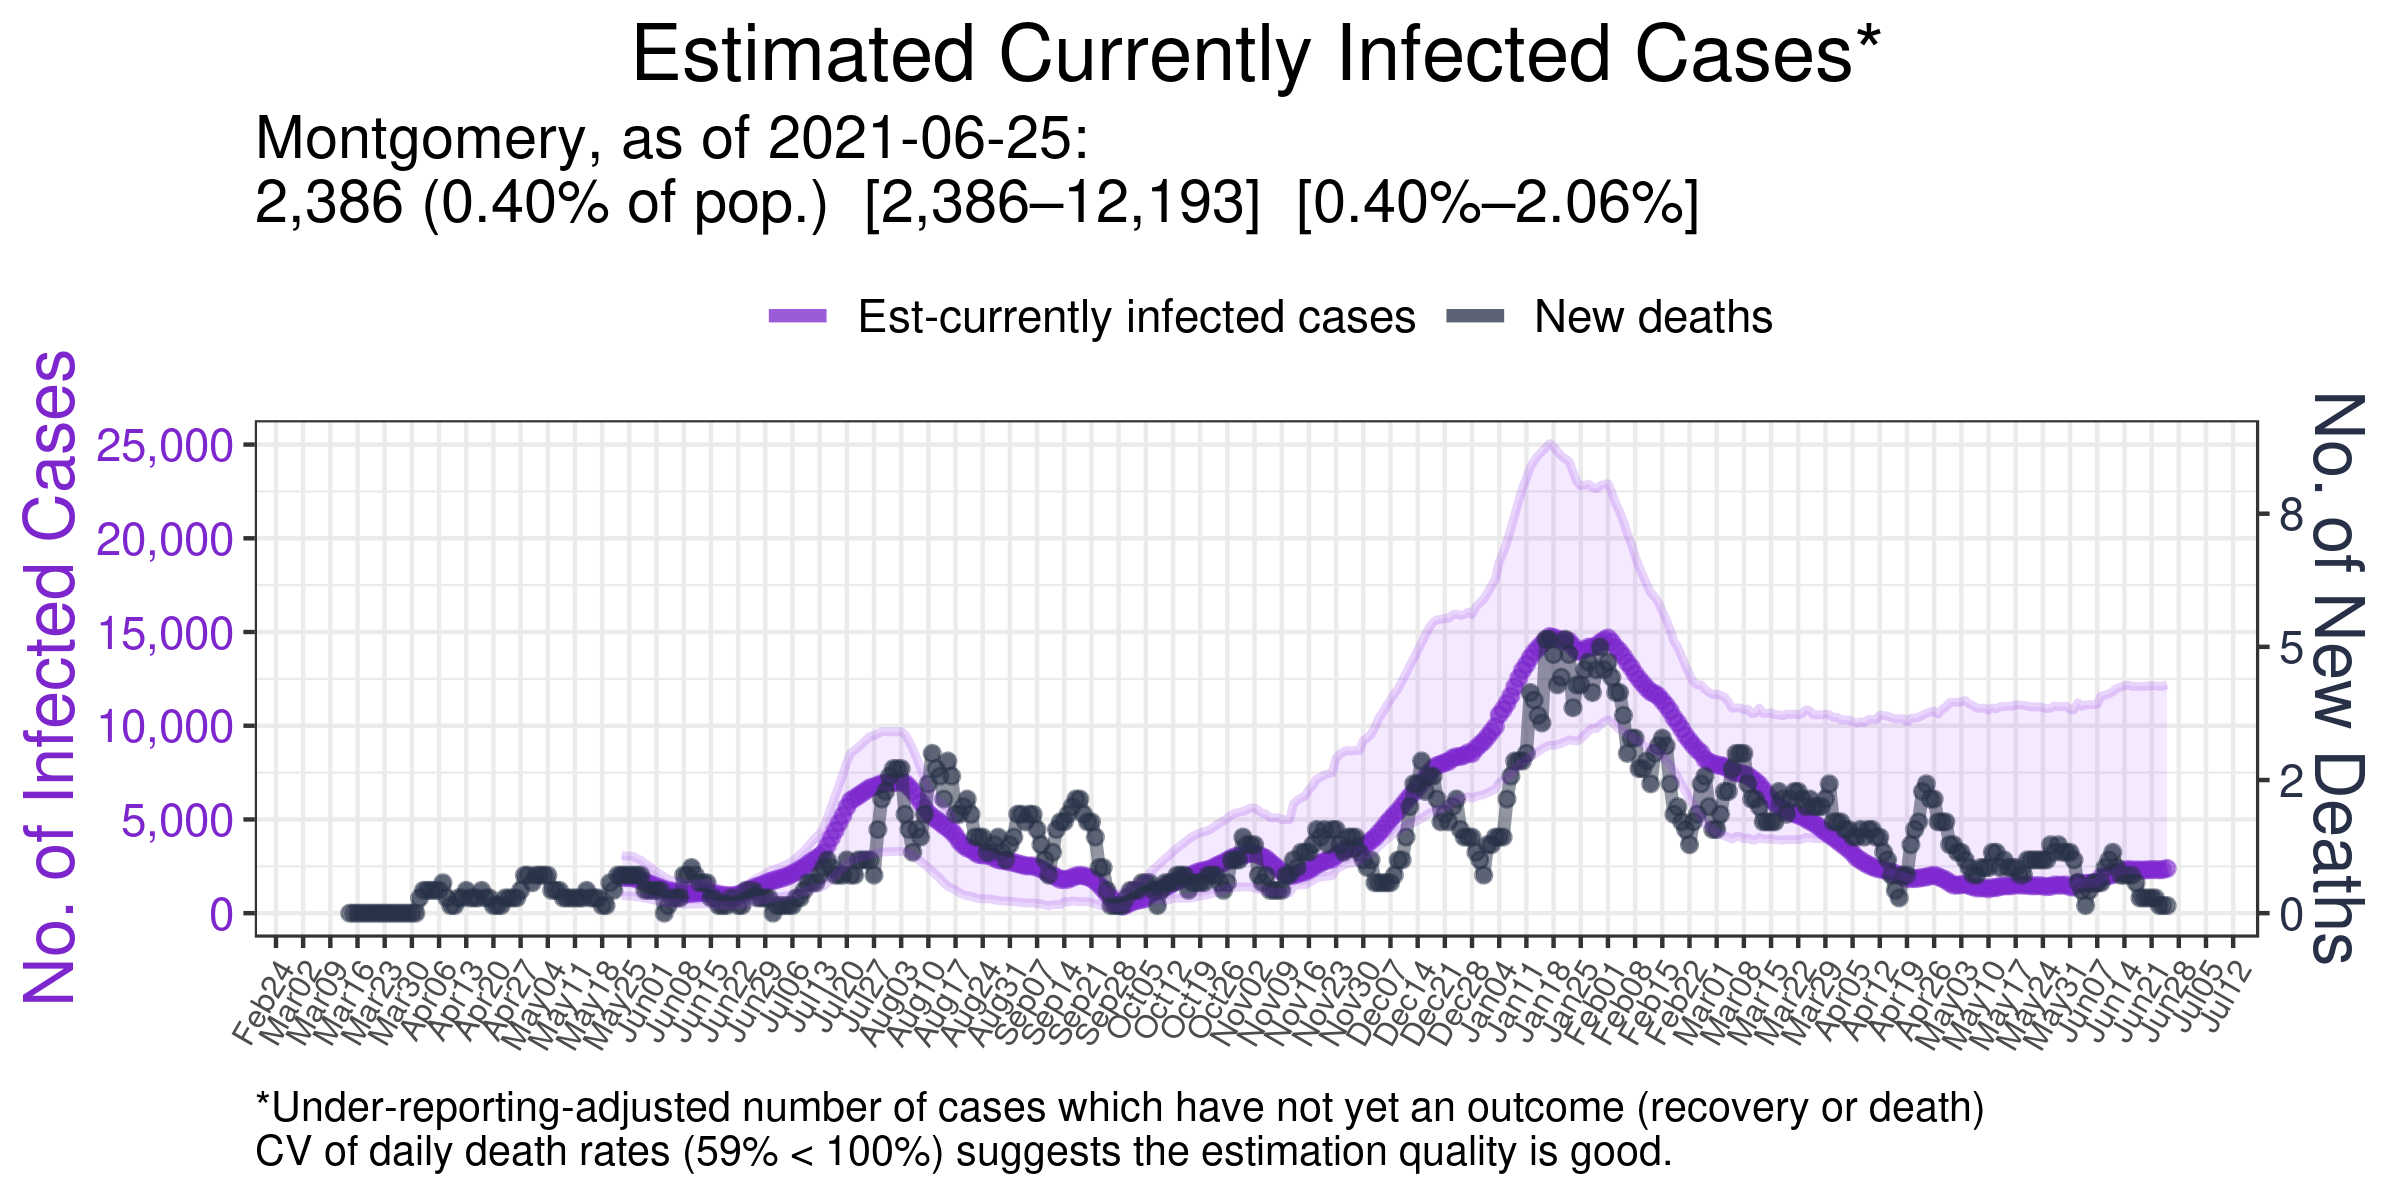 Estimated Currently Infected Cases*
Montgomery, as of 2021-06-25:
2,386 (0.40% of pop.) [2,386–12,193] [0.40%–2.06%]
Est-currently infected cases New deaths
No. of Infected Cases
25,000
20,000
15,000
10,000
5,000
0
8
5
2
0
No. of New Deaths
Feb24 Mar02 Mar09 Mar16 Mar23 Mar30 Apr06 Apr13 Apr20 Apr27 May04 May11 May18 May25 Jun01 Jun08 Jun15 Jun22 Jun29 Jul06 Jul13 Jul20 Jul27 Aug03 Aug10 Aug17 Aug24 Aug31 Sep07 Sep14 Sep21 Sep28 Oct05 Oct12 Oct19 Oct26 Nov02 Nov09 Nov16 Nov23 Nov30 Dec07 Dec14 Dec21 Dec28 Jan04 Jan11 Jan18 Jan25 Feb01 Feb08 Feb15 Feb22 Mar01 Mar08 Mar15 Mar22 Mar29 Apr05 Apr12 Apr19 Apr26 May03 May10 May17 May24 May31 Jun07 Jun14 Jun21 Jun28 Jul05 Jul12
*Under-reporting-adjusted number of cases which have not yet an outcome (recovery or death)
CV of daily death rates (59% < 100%) suggests the estimation quality is good.